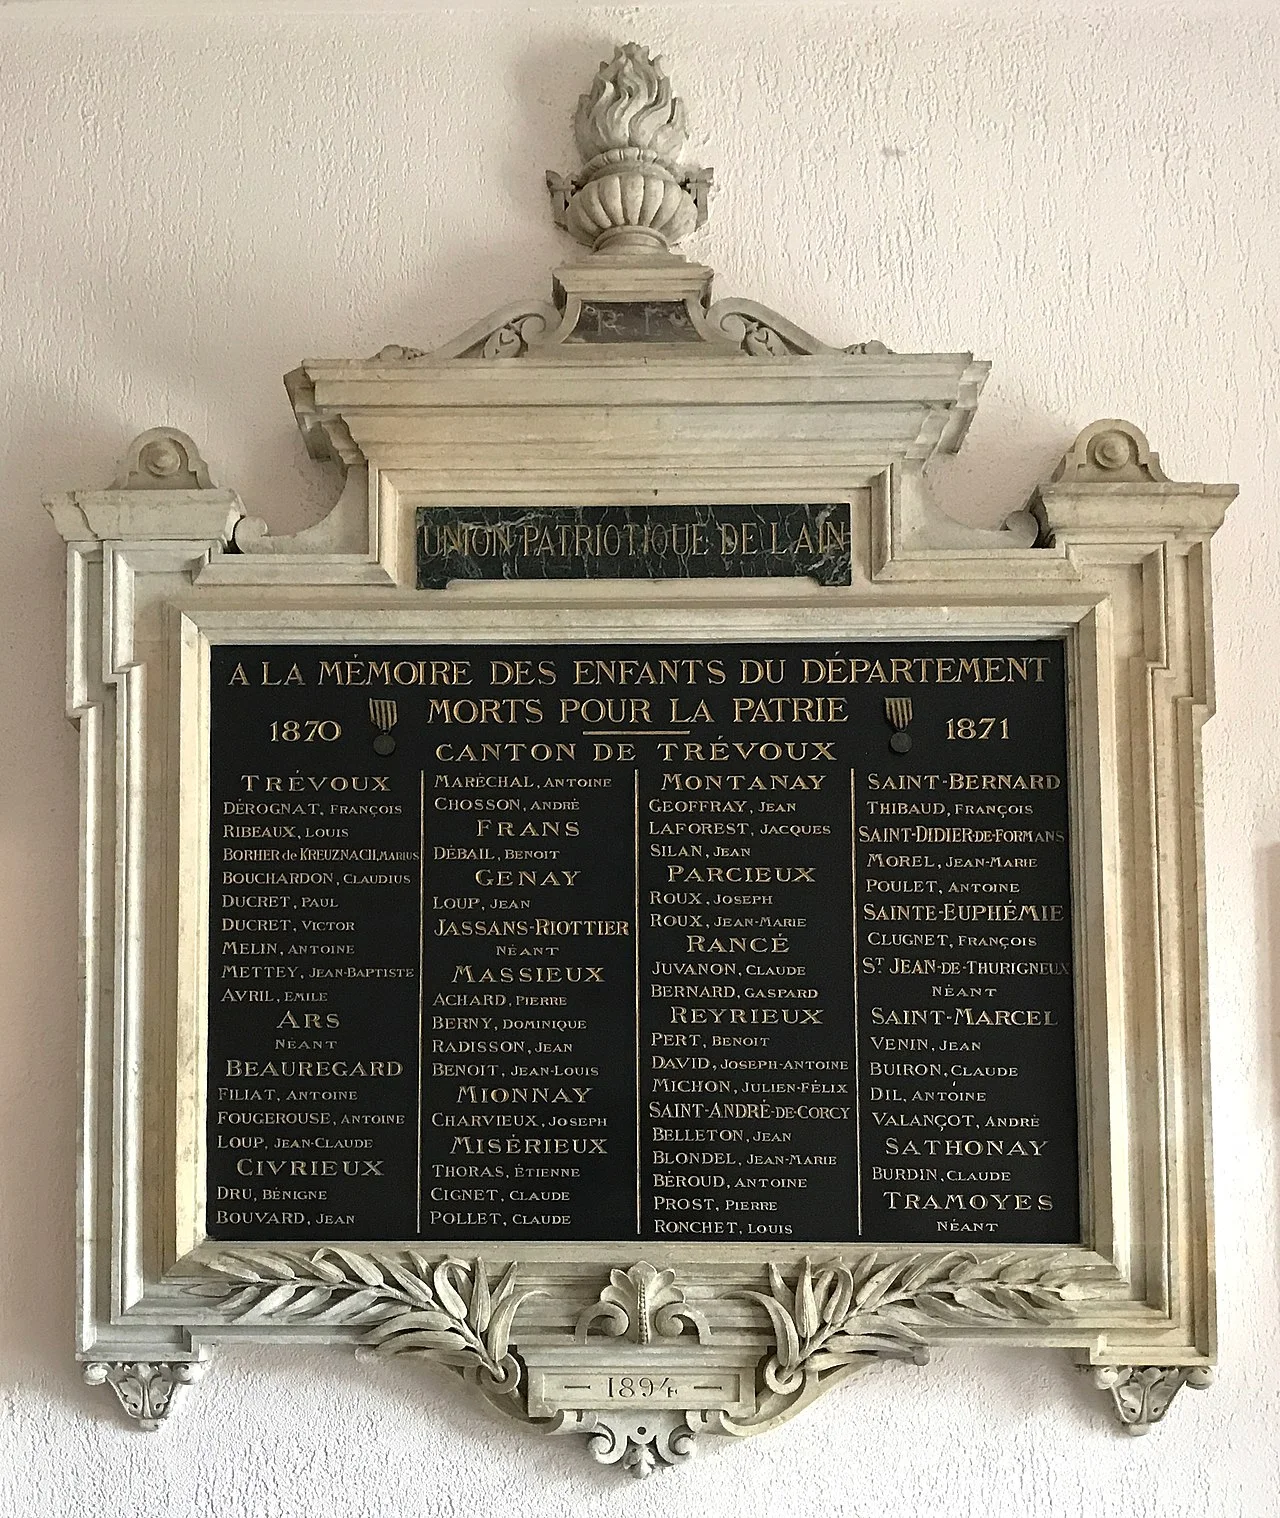 R F
UNION PATRIOTIQUE DE L'AIN
A LA MÉMOIRE DES ENFANTS DU DÉPARTEMENT
MORTS POUR LA PATRIE
1870
1871
CANTON DE TRÉVOUX
TRÉVOUX
DÉROGNAT, FRANÇOIS
RIBEAUX, LOUIS
BORHER de KREUZNACH, MARIUS
BOUCHARDON, CLAUDIUS
DUCRET, PAUL
DUCRET, VICTOR
MELIN, ANTOINE
METTEY, JEAN-BAPTISTE
AVRIL, EMILE
ARS
NÉANT
BEAUREGARD
FILIAT, ANTOINE
FOUGEROUSE, ANTOINE
LOUP, JEAN-CLAUDE
CIVRIEUX
DRU, BÉNIGNE
BOUVARD, JEAN
MARÉCHAL, ANTOINE
CHOSSON, ANDRÉ
FRANS
DÉBAIL, BENOIT
GENAY
LOUP, JEAN
JASSANS-RIOTTIER
NÉANT
MASSIEUX
ACHARD, PIERRE
BERNY, DOMINIQUE
RADISSON, JEAN
BENOIT, JEAN-LOUIS
MIONNAY
CHARVIEUX, JOSEPH
MISÉRIEUX
THORAS, ÉTIENNE
CIGNET, CLAUDE
POLLET, CLAUDE
MONTANAY
GEOFFRAY, JEAN
LAFOREST, JACQUES
SILAN, JEAN
PARCIEUX
ROUX, JOSEPH
ROUX, JEAN-MARIE
RANCÉ
JUVANON, CLAUDE
BERNARD, GASPARD
REYRIEUX
PERT, BENOIT
DAVID, JOSEPH-ANTOINE
MICHON, JULIEN-FÉLIX
SAINT-ANDRÉ-DE-CORCY
BELLETON, JEAN
BLONDEL, JEAN-MARIE
BÉROUD, ANTOINE
PROST, PIERRE
RONCHET, LOUIS
SAINT-BERNARD
THIBAUD, FRANÇOIS
SAINT-DIDIER-DE-FORMANS
MOREL, JEAN-MARIE
POULET, ANTOINE
SAINTE-EUPHÉMIE
CLUGNET, FRANÇOIS
ST JEAN-DE-THURIGNEUX
NÉANT
SAINT-MARCEL
VENIN, JEAN
BUIRON, CLAUDE
DIL, ANTOINE
VALANÇOT, ANDRÉ
SATHONAY
BURDIN, CLAUDE
TRAMOYES
NÉANT
— 1894 —